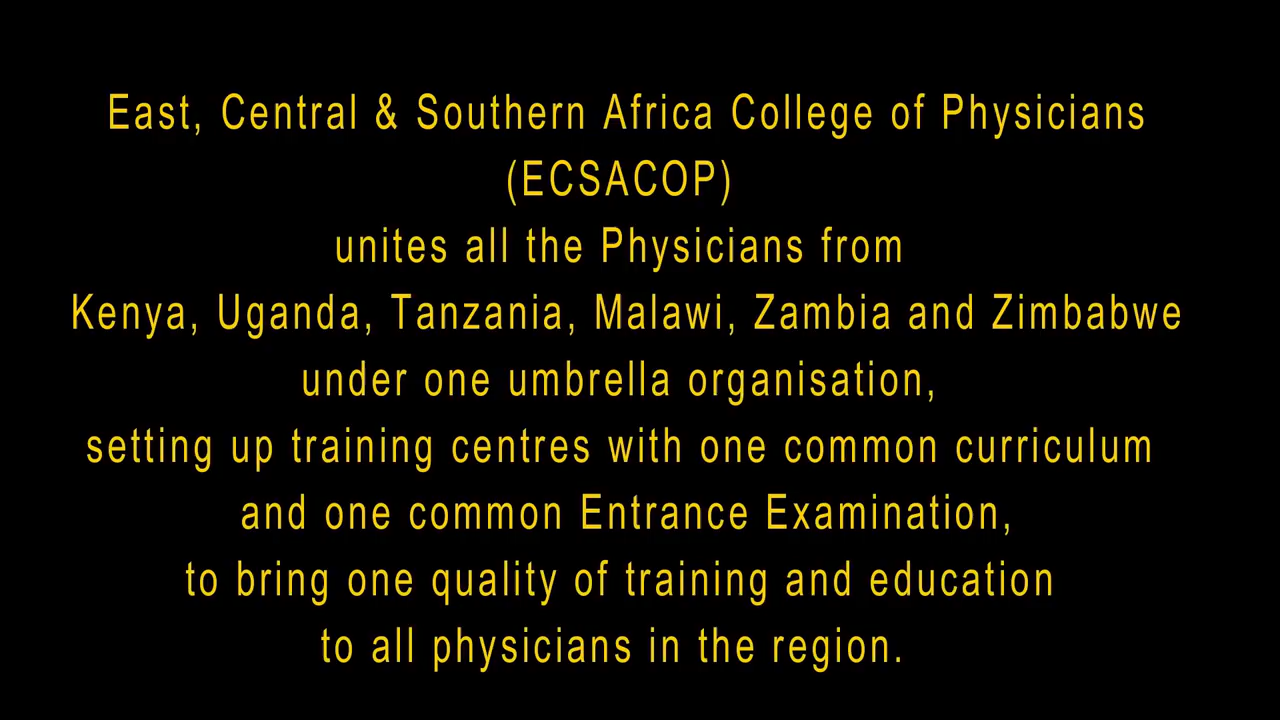 East, Central & Southern Africa College of Physicians
(ECSACOP)
unites all the Physicians from
Kenya, Uganda, Tanzania, Malawi, Zambia and Zimbabwe
under one umbrella organisation,
setting up training centres with one common curriculum
and one common Entrance Examination,
to bring one quality of training and education
to all physicians in the region.